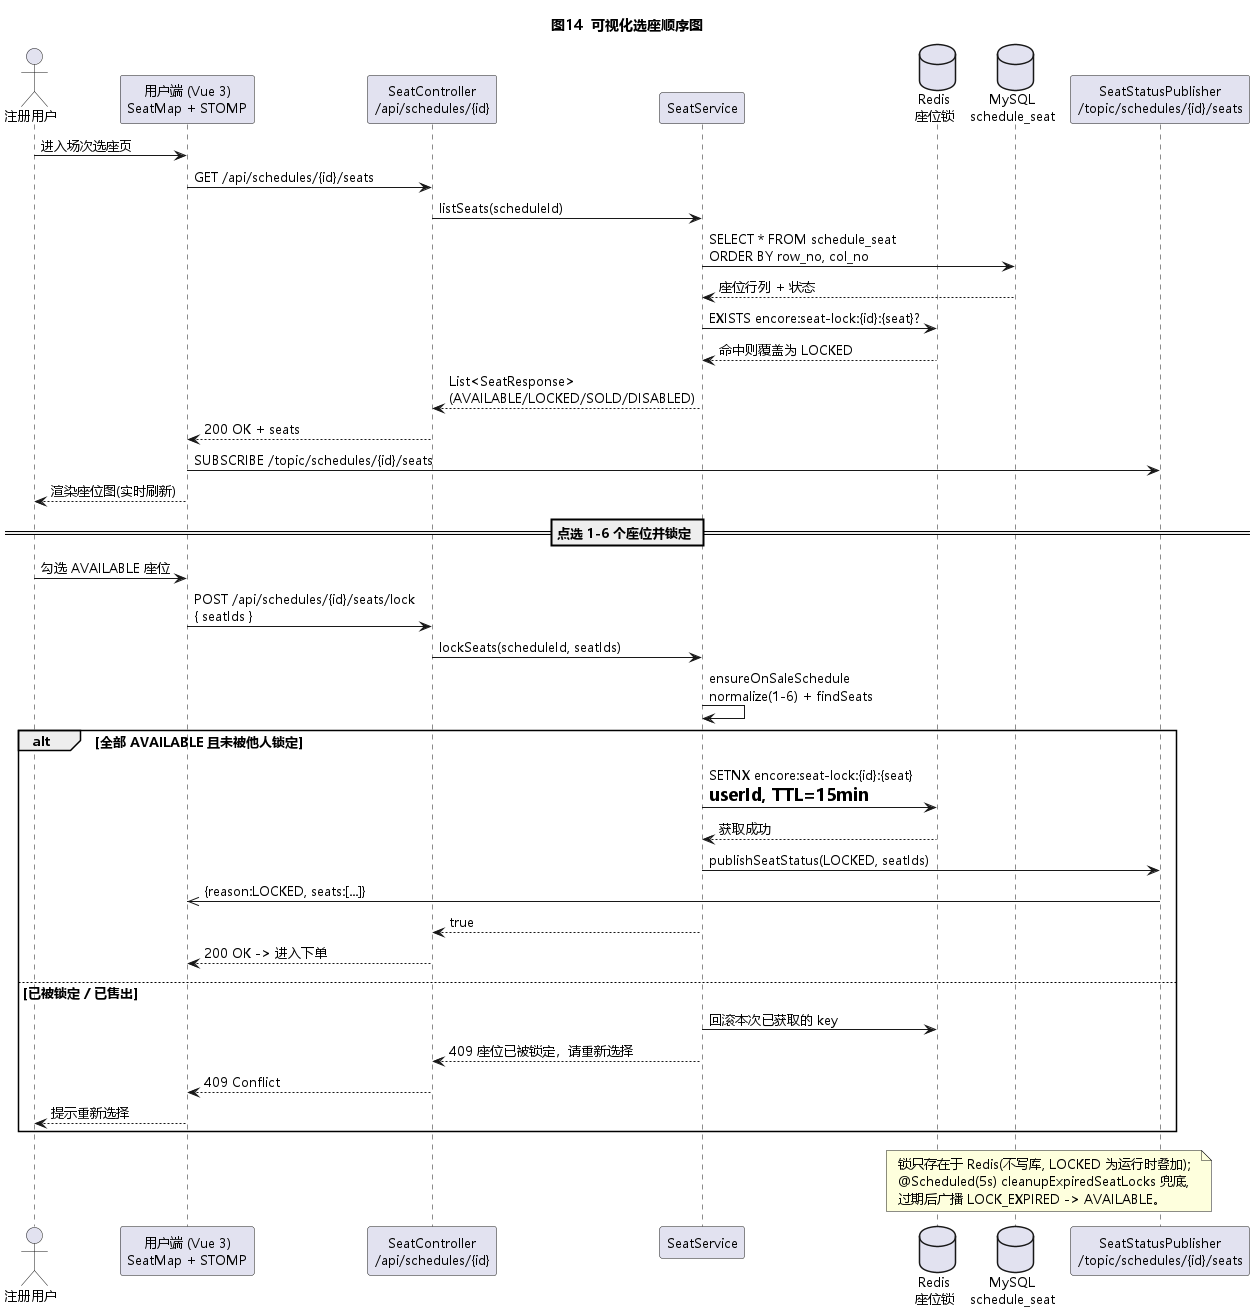 图14 可视化选座顺序图
注册用户
用户端 (Vue 3)
SeatMap + STOMP
SeatController
/api/schedules/{id}
SeatService
Redis
座位锁
MySQL
schedule_seat
SeatStatusPublisher
/topic/schedules/{id}/seats
进入场次选座页
GET /api/schedules/{id}/seats
listSeats(scheduleId)
SELECT * FROM schedule_seat
ORDER BY row_no, col_no
座位行列 + 状态
EXISTS encore:seat-lock:{id}:{seat}?
命中则覆盖为 LOCKED
List<SeatResponse>
(AVAILABLE/LOCKED/SOLD/DISABLED)
200 OK + seats
SUBSCRIBE /topic/schedules/{id}/seats
渲染座位图(实时刷新)
点选 1-6 个座位并锁定
勾选 AVAILABLE 座位
POST /api/schedules/{id}/seats/lock
{ seatIds }
lockSeats(scheduleId, seatIds)
ensureOnSaleSchedule
normalize(1-6) + findSeats
alt [全部 AVAILABLE 且未被他人锁定]
SETNX encore:seat-lock:{id}:{seat}
userId, TTL=15min
获取成功
publishSeatStatus(LOCKED, seatIds)
{reason:LOCKED, seats:[...]}
true
200 OK -> 进入下单
[已被锁定 / 已售出]
回滚本次已获取的 key
409 座位已被锁定，请重新选择
409 Conflict
提示重新选择
锁只存在于 Redis(不写库, LOCKED 为运行时叠加);
@Scheduled(5s) cleanupExpiredSeatLocks 兜底,
过期后广播 LOCK_EXPIRED -> AVAILABLE。
注册用户
用户端 (Vue 3)
SeatMap + STOMP
SeatController
/api/schedules/{id}
SeatService
Redis
座位锁
MySQL
schedule_seat
SeatStatusPublisher
/topic/schedules/{id}/seats